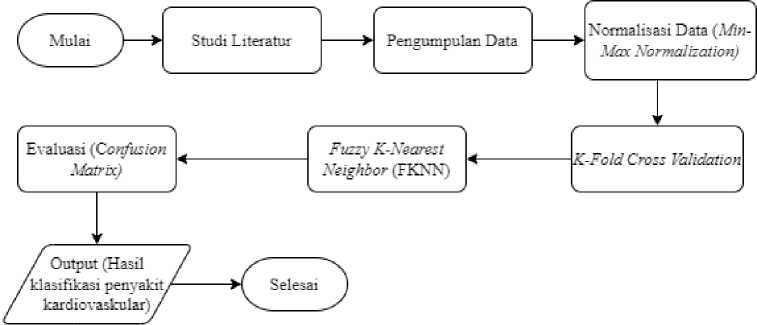 Mulai
Studi Literatur
Pengumpulan Data
Normalisasi Data (Min-
Max Normalization)
K-Fold Cross Validation
Fuzzy K-Nearest
Neighbor (FKNN)
Evaluasi (Confusion
Matrix)
Output (Hasil
klasifikasi penyakit
kardiovaskular)
Selesai